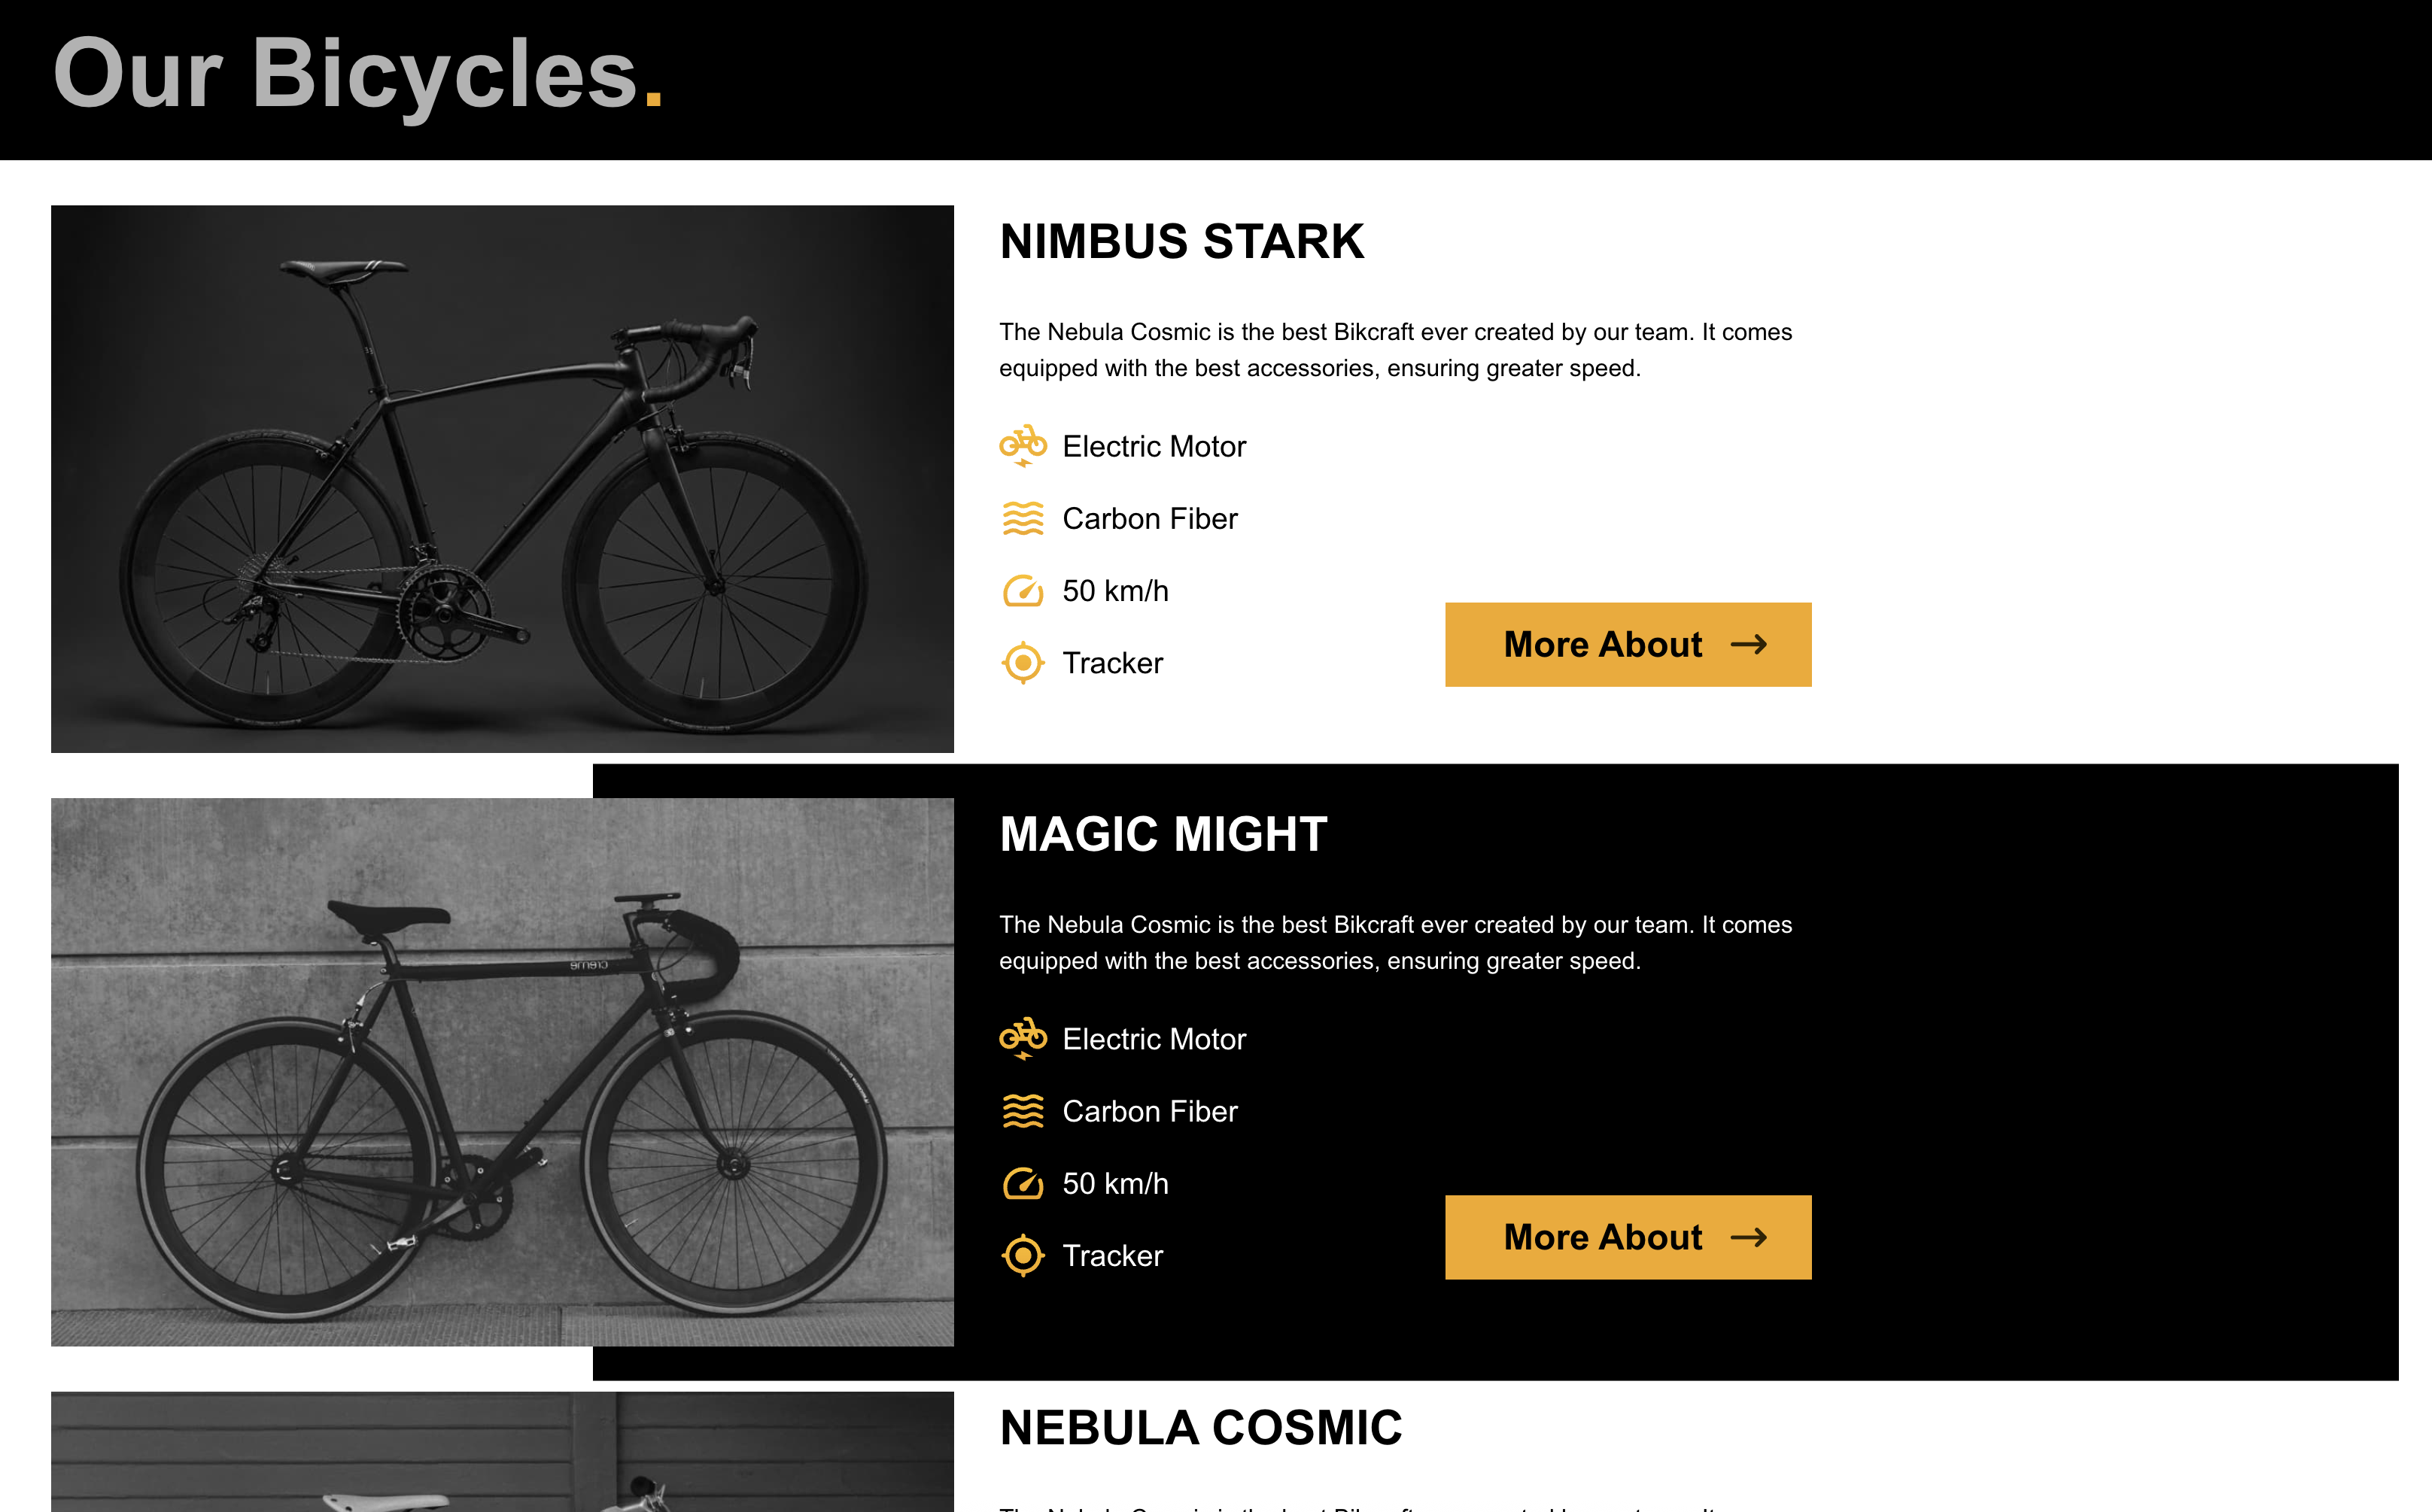 Our Bicycles.
NIMBUS STARK
The Nebula Cosmic is the best Bikcraft ever created by our team. It comes
equipped with the best accessories, ensuring greater speed.
Electric Motor
Carbon Fiber
50 km/h
Tracker
More About
MAGIC MIGHT
The Nebula Cosmic is the best Bikcraft ever created by our team. It comes
equipped with the best accessories, ensuring greater speed.
Electric Motor
Carbon Fiber
50 km/h
Tracker
More About
NEBULA COSMIC